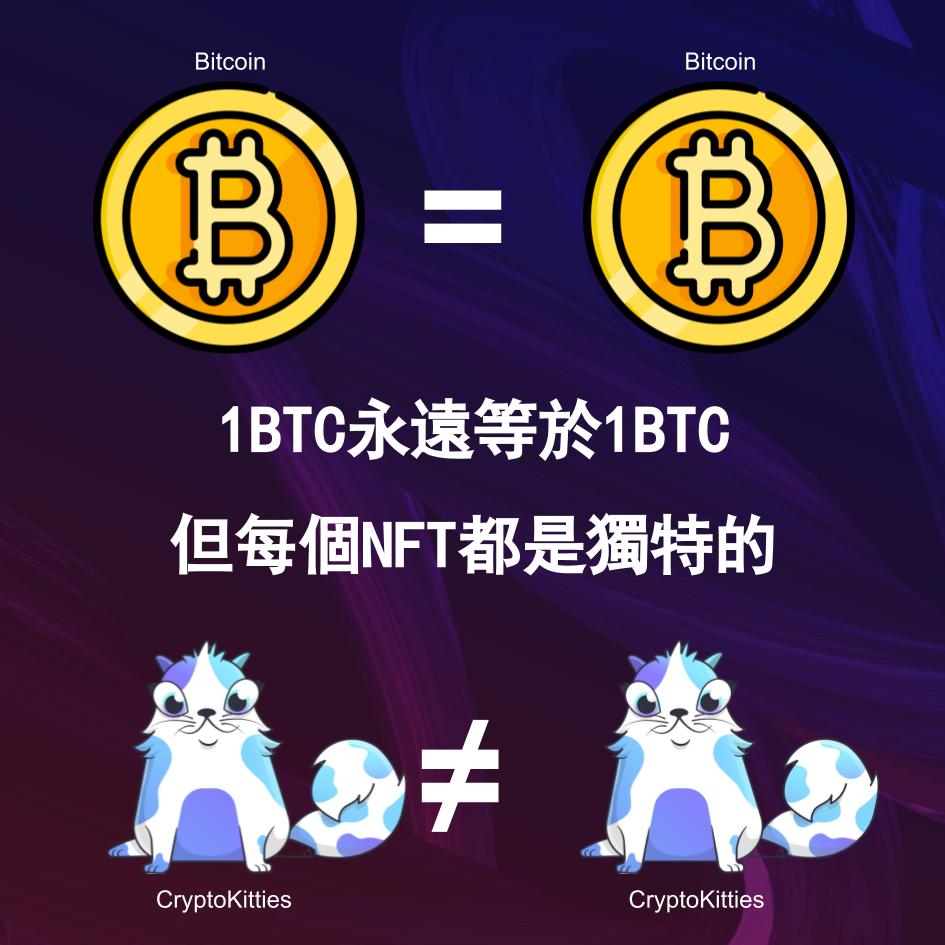 Bitcoin Bitcoin
=
1BTC永遠等於1BTC
但每個NFT都是獨特的
≠
CryptoKitties CryptoKitties